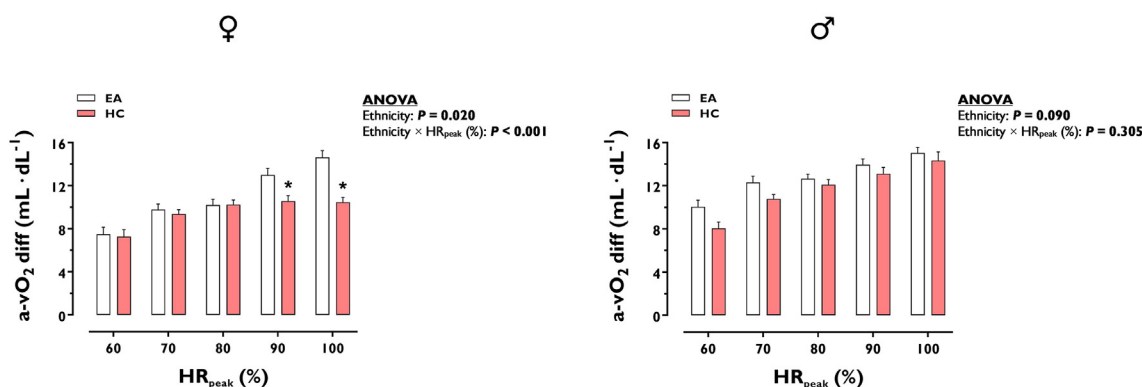 ♀
EA
HC
ANOVA
Ethnicity: P = 0.020
Ethnicity × HRpeak (%): P < 0.001
a-vO2 diff (mL · dL-1)
16
12
8
4
0
*
*
60 70 80 90 100
HRpeak (%)
♂
EA
HC
ANOVA
Ethnicity: P = 0.090
Ethnicity × HRpeak (%): P = 0.305
a-vO2 diff (mL · dL-1)
16
12
8
4
0
60 70 80 90 100
HRpeak (%)